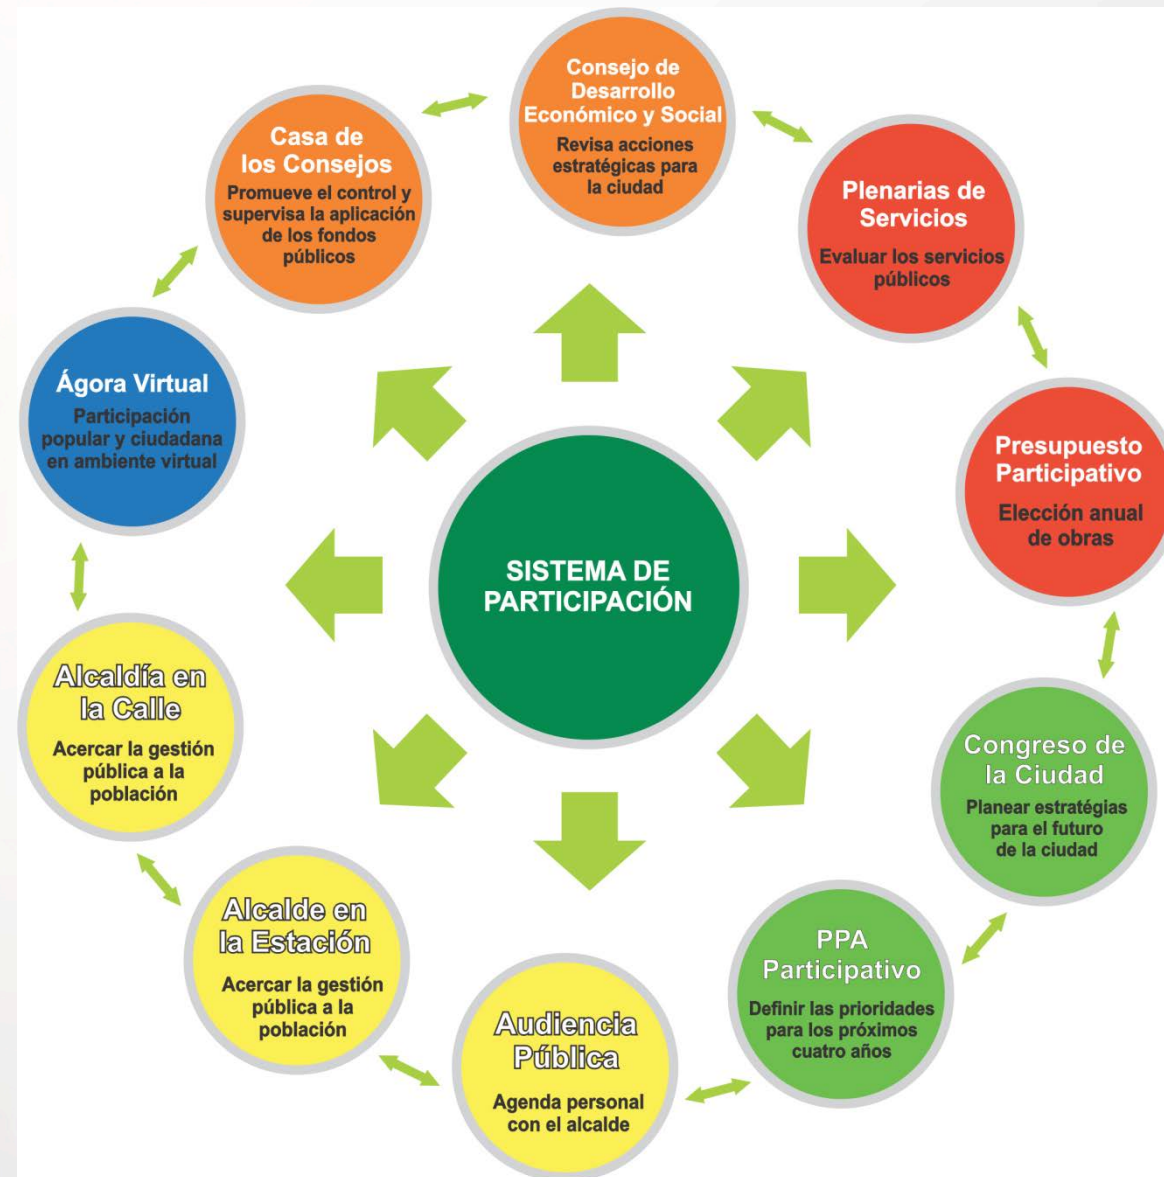 Consejo de
Desarrollo
Económico y Social
Revisa acciones
estratégicas para
la ciudad
Plenarias de
Servicios
Evaluar los servicios
públicos
Presupuesto
Participativo
Elección anual
de obras
Congreso de
la Ciudad
Planear estratégias
para el futuro
de la ciudad
PPA
Participativo
Definir las prioridades
para los próximos
cuatro años
Audiencia
Pública
Agenda personal
con el alcalde
Alcalde en
la Estación
Acercar la gestión
pública a la
población
Alcaldía en
la Calle
Acercar la gestión
pública a la
población
Ágora Virtual
Participación
popular y ciudadana
en ambiente virtual
Casa de
los Consejos
Promueve el control y
supervisa la aplicación
de los fondos
públicos
SISTEMA DE
PARTICIPACIÓN